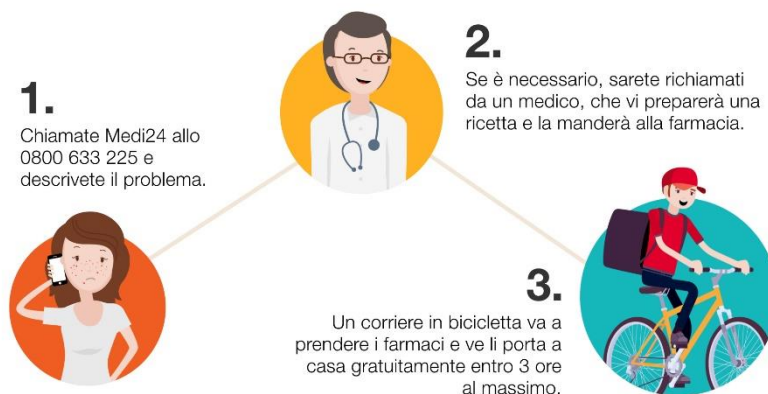 1.
Chiamate Medi24 allo
0800 633 225 e
descrivete il problema.
2.
Se è necessario, sarete richiamati
da un medico, che vi preparerà una
ricetta e la manderà alla farmacia.
3.
Un corriere in bicicletta va a
prendere i farmaci e ve li porta a
casa gratuitamente entro 3 ore
al massimo.